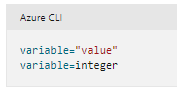 Azure CLI
variable="value"
variable=integer